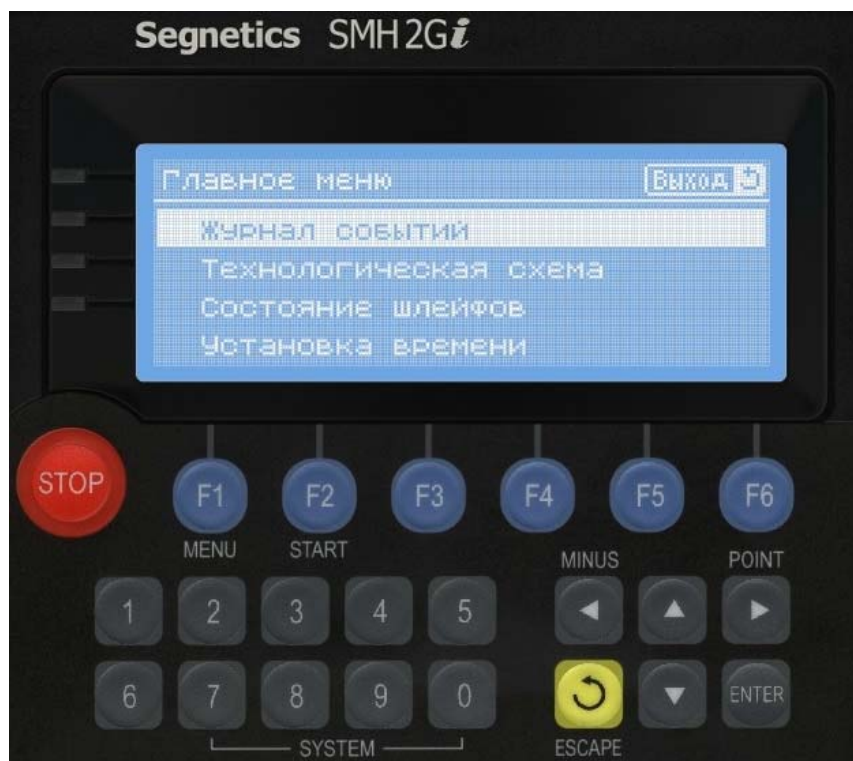 Segnetics SMH 2Gi
Главное меню Выход
Журнал событий
Технологическая схема
Состояние шлейфов
Установка времени
STOP F1 F2 F3 F4 F5 F6
MENU START MINUS POINT
1 2 3 4 5
6 7 8 9 0 ENTER
SYSTEM ESCAPE